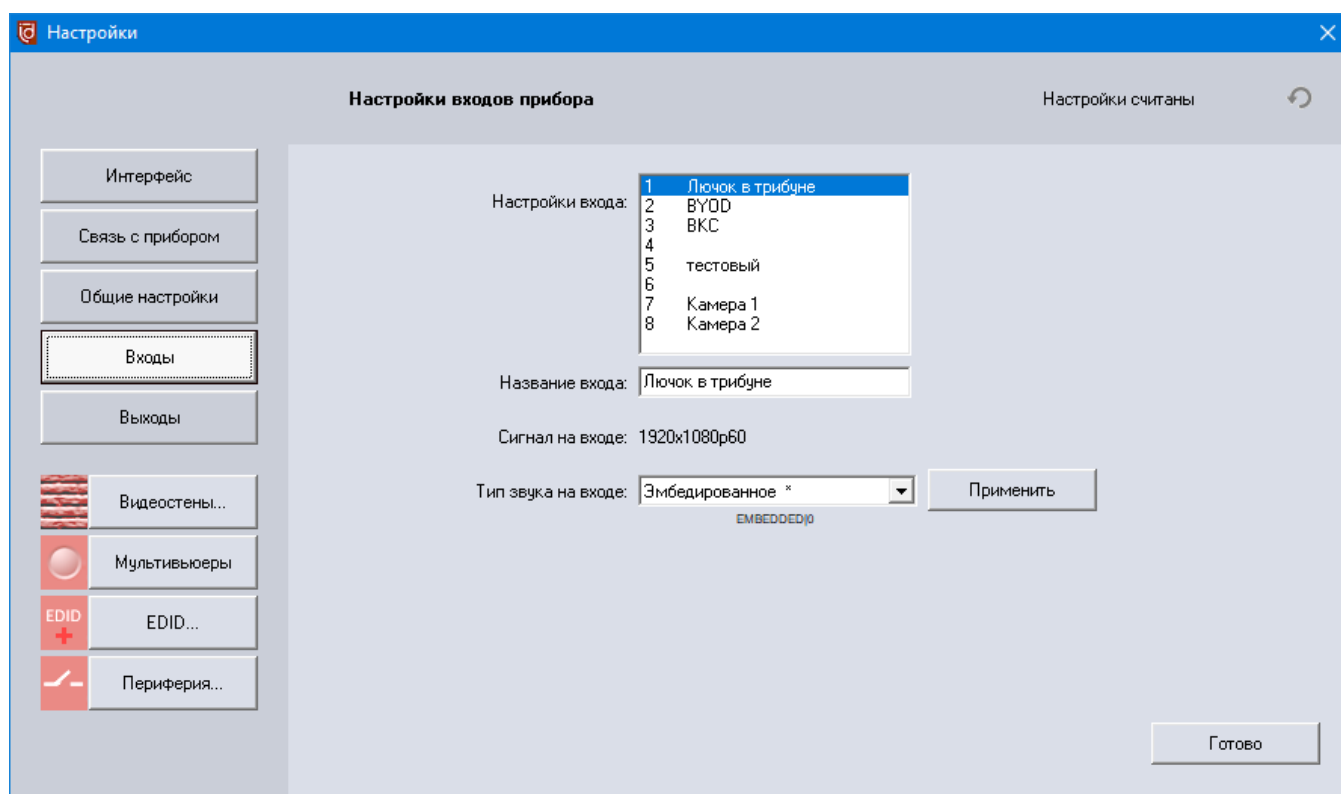 Настройки
Настройки входов прибора
Настройки считаны
Интерфейс
Связь с прибором
Общие настройки
Входы
Выходы
Видеостены...
Мультивьюеры
EDID
EDID...
Периферия...
Настройки входа:
1 Лючок в трибуне
2 BYOD
3 ВКС
4
5 тестовый
6
7 Камера 1
8 Камера 2
Название входа: Лючок в трибуне
Сигнал на входе: 1920x1080p60
Тип звука на входе: Эмбедированное * Применить
EMBEDDED|0
Готово